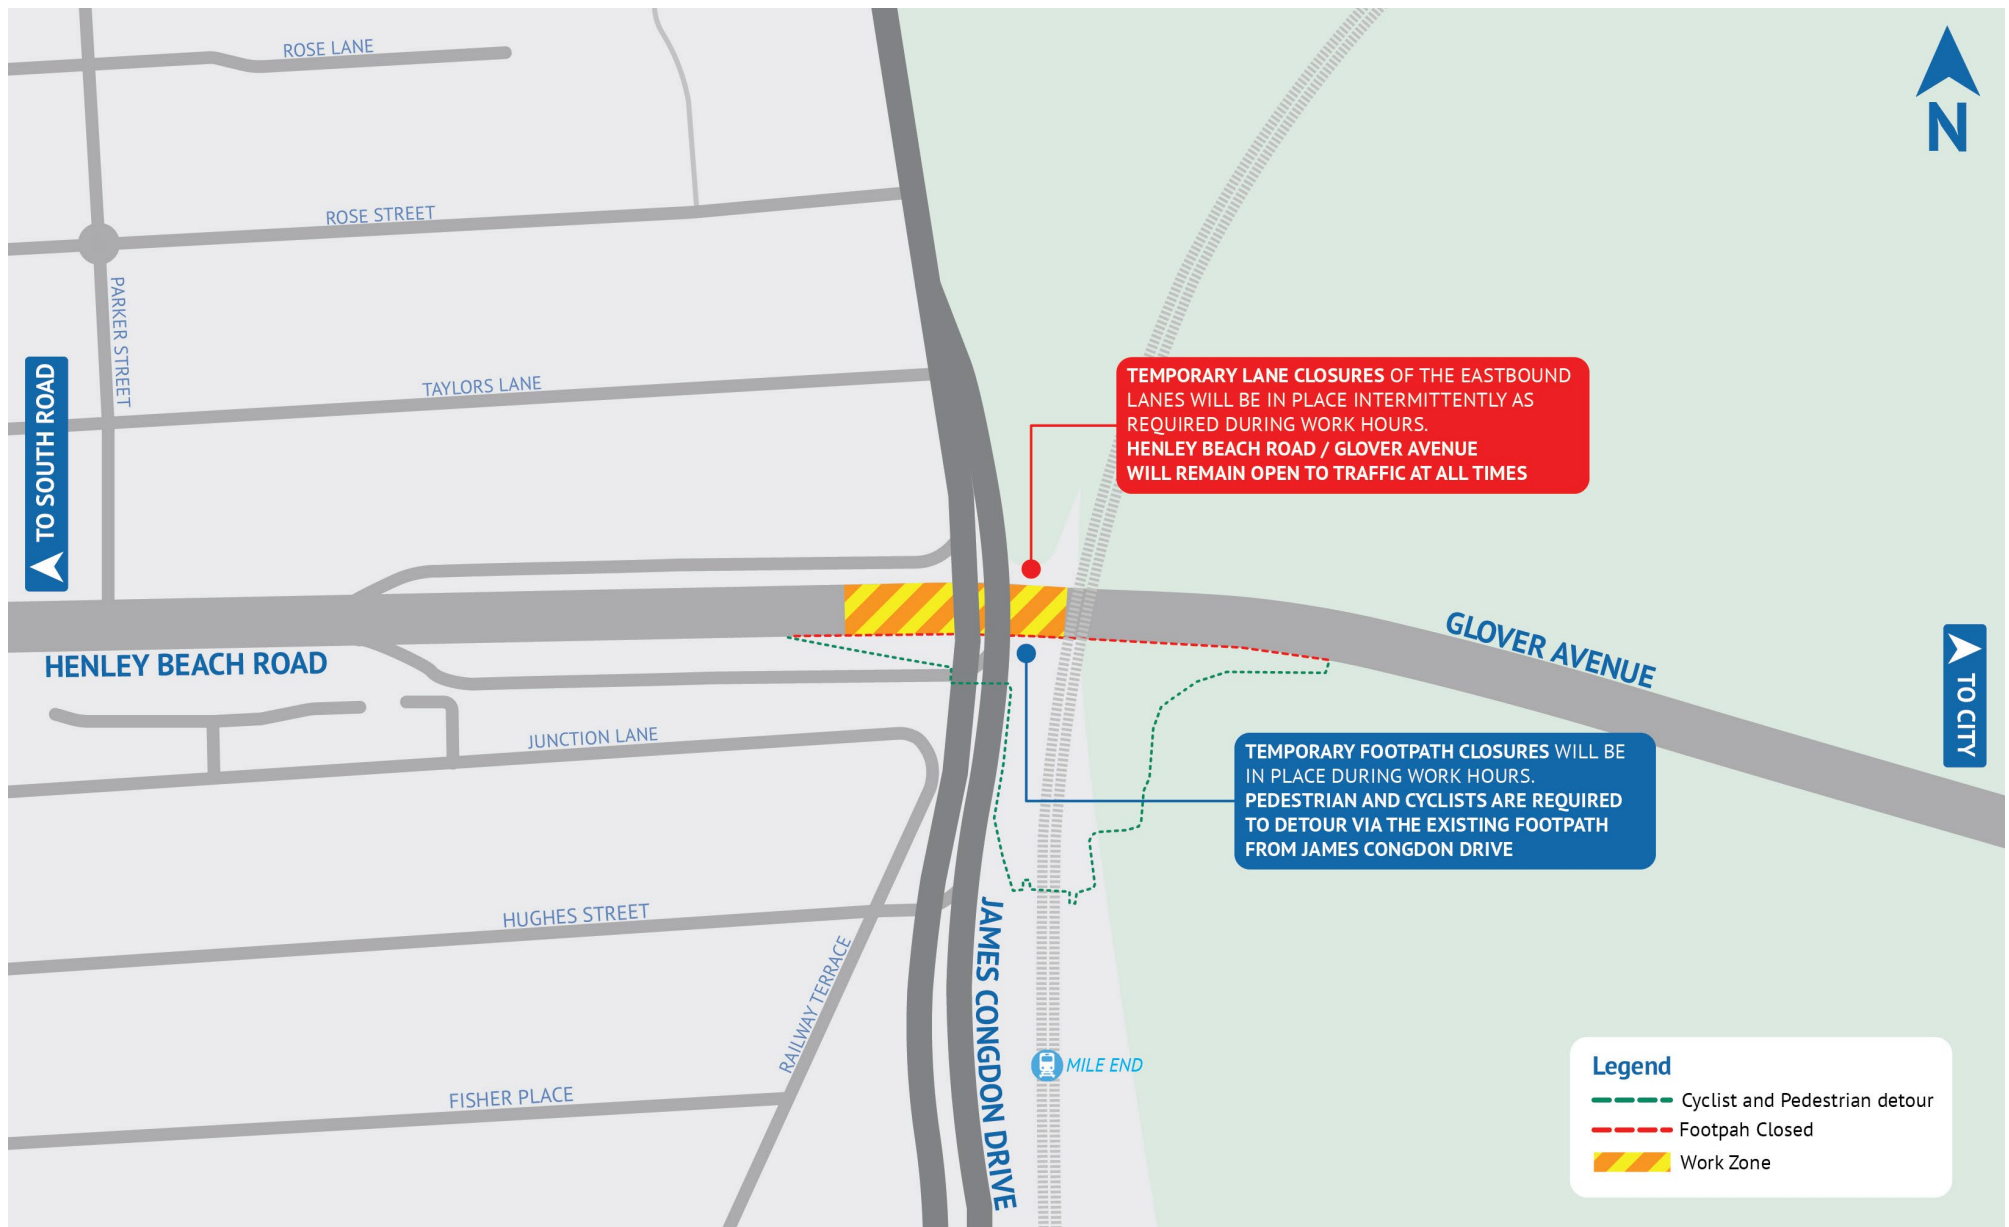 ROSE LANE
N
ROSE STREET
PARKER STREET
TO SOUTH ROAD
TAYLORS LANE
TEMPORARY LANE CLOSURES OF THE EASTBOUND
LANES WILL BE IN PLACE INTERMITTENTLY AS
REQUIRED DURING WORK HOURS.
HENLEY BEACH ROAD / GLOVER AVENUE
WILL REMAIN OPEN TO TRAFFIC AT ALL TIMES
GLOVER AVENUE
HENLEY BEACH ROAD
TO CITY
JUNCTION LANE
TEMPORARY FOOTPATH CLOSURES WILL BE
IN PLACE DURING WORK HOURS.
PEDESTRIAN AND CYCLISTS ARE REQUIRED
TO DETOUR VIA THE EXISTING FOOTPATH
FROM JAMES CONGDON DRIVE
HUGHES STREET
RAILWAY TERRACE
JAMES CONGDON DRIVE
MILE END
FISHER PLACE
Legend
Cyclist and Pedestrian detour
Footpah Closed
Work Zone